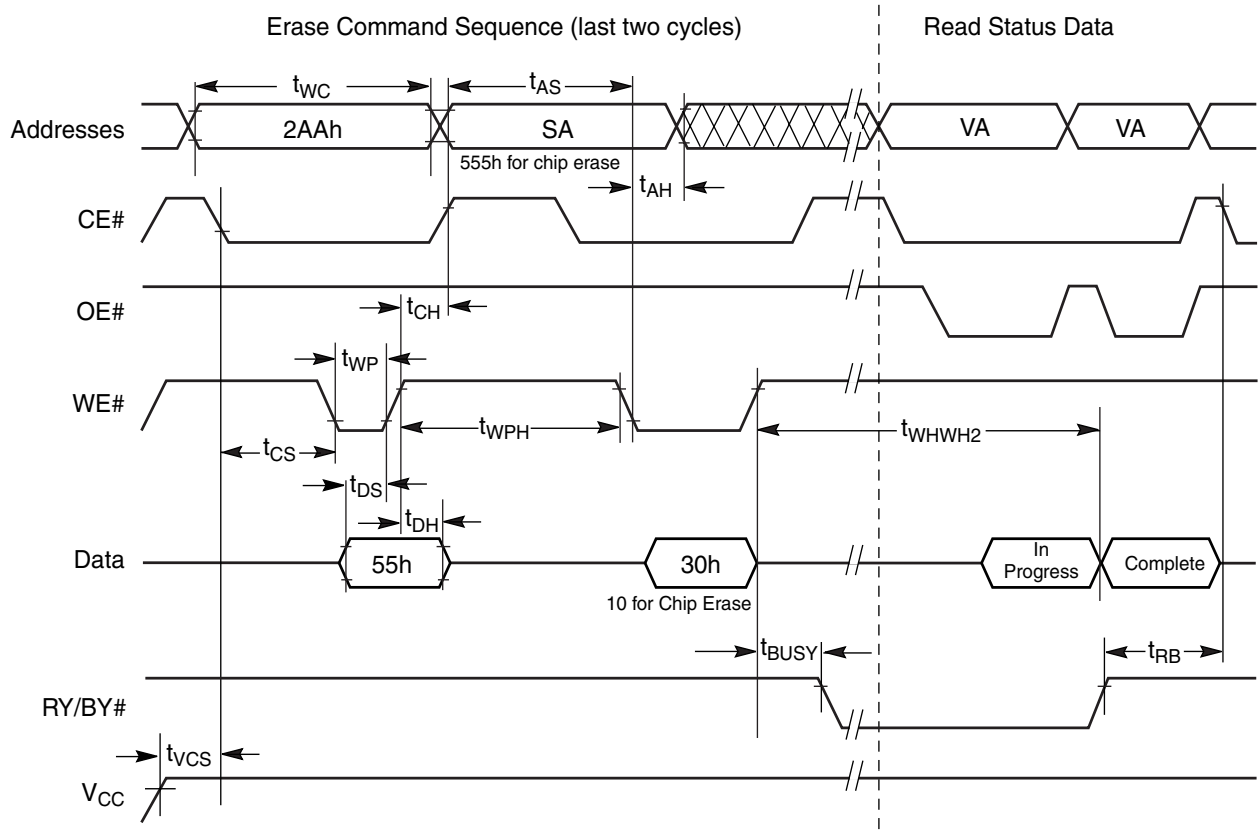 Erase Command Sequence (last two cycles)
Read Status Data
tWC
tAS
Addresses
2AAh
SA
VA
VA
555h for chip erase
tAH
CE#
OE#
tCH
tWP
WE#
tWPH
tWHWH2
tCS
tDS
tDH
Data
55h
30h
In
Progress
Complete
10 for Chip Erase
tBUSY
tRB
RY/BY#
tVCS
VCC